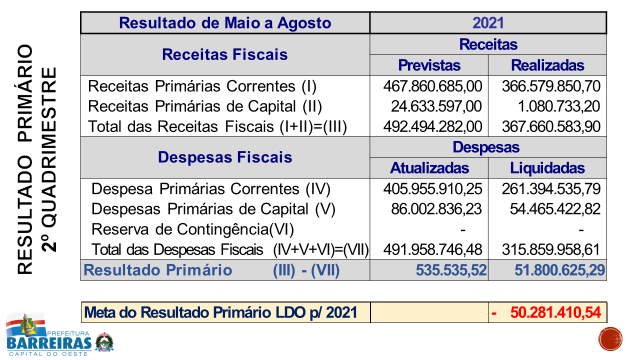 RESULTADO PRIMÁRIO
2º QUADRIMESTRE
Resultado de Maio a Agosto 2021
Receitas Fiscais Receitas
Previstas Realizadas
Receitas Primárias Correntes (I) 467.860.685,00 366.579.850,70
Receitas Primárias de Capital (II) 24.633.597,00 1.080.733,20
Total das Receitas Fiscais (I+II)=(III) 492.494.282,00 367.660.583,90
Despesas Fiscais Despesas
Atualizadas Liquidadas
Despesa Primárias Correntes (IV) 405.955.910,25 261.394.535,79
Despesas Primárias de Capital (V) 86.002.836,23 54.465.422,82
Reserva de Contingência(VI) - -
Total das Despesas Fiscais (IV+V+VI)=(VII) 491.958.746,48 315.859.958,61
Resultado Primário (III) - (VII) 535.535,52 51.800.625,29
Meta do Resultado Primário LDO p/ 2021 - 50.281.410,54
PREFEITURA
BARREIRAS
CAPITAL DO OESTE